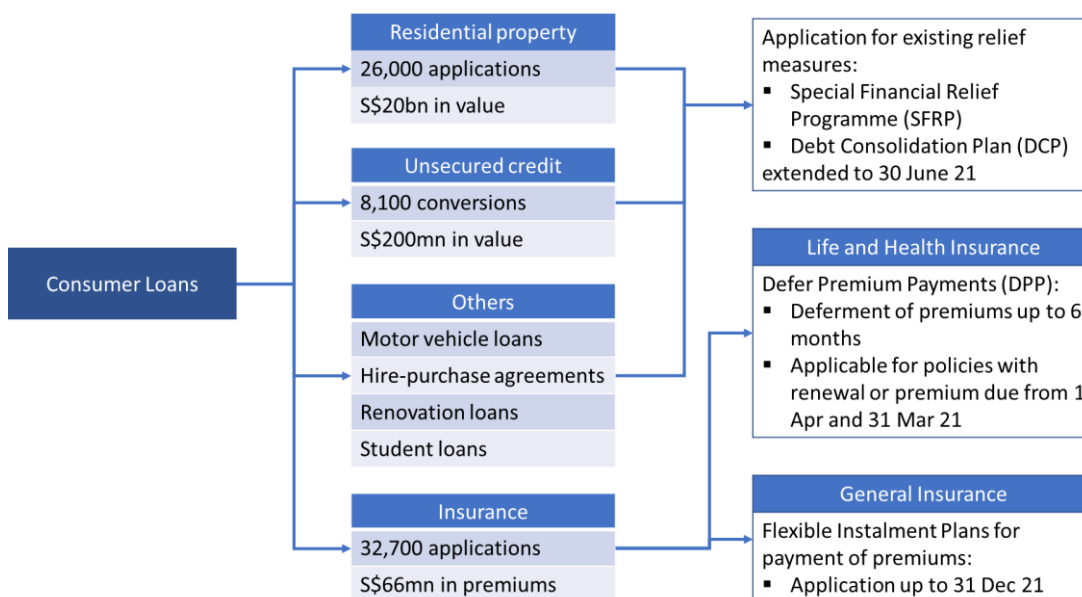 Consumer Loans
Residential property
26,000 applications
S$20bn in value
Unsecured credit
8,100 conversions
S$200mn in value
Others
Motor vehicle loans
Hire-purchase agreements
Renovation loans
Student loans
Insurance
32,700 applications
S$66mn in premiums
Application for existing relief
measures:
▪ Special Financial Relief
Programme (SFRP)
▪ Debt Consolidation Plan (DCP)
extended to 30 June 21
Life and Health Insurance
Defer Premium Payments (DPP):
▪ Deferment of premiums up to 6
months
▪ Applicable for policies with
renewal or premium due from 1
Apr and 31 Mar 21
General Insurance
Flexible Instalment Plans for
payment of premiums:
▪ Application up to 31 Dec 21